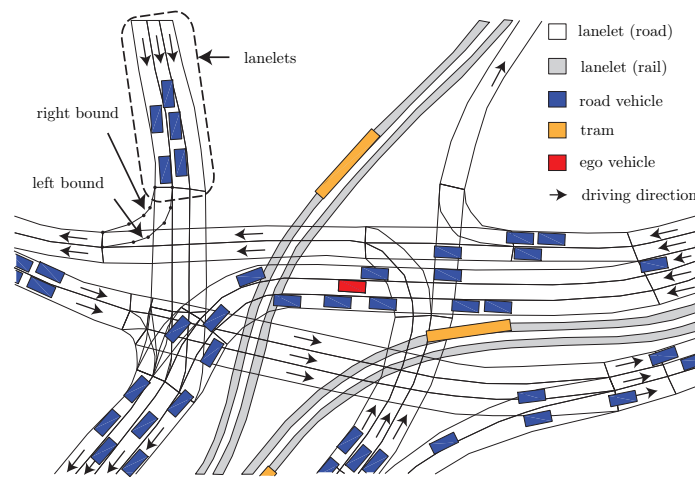 lanelet (road)
lanelets
lanelet (rail)
right bound
road vehicle
tram
left bound
ego vehicle
driving direction